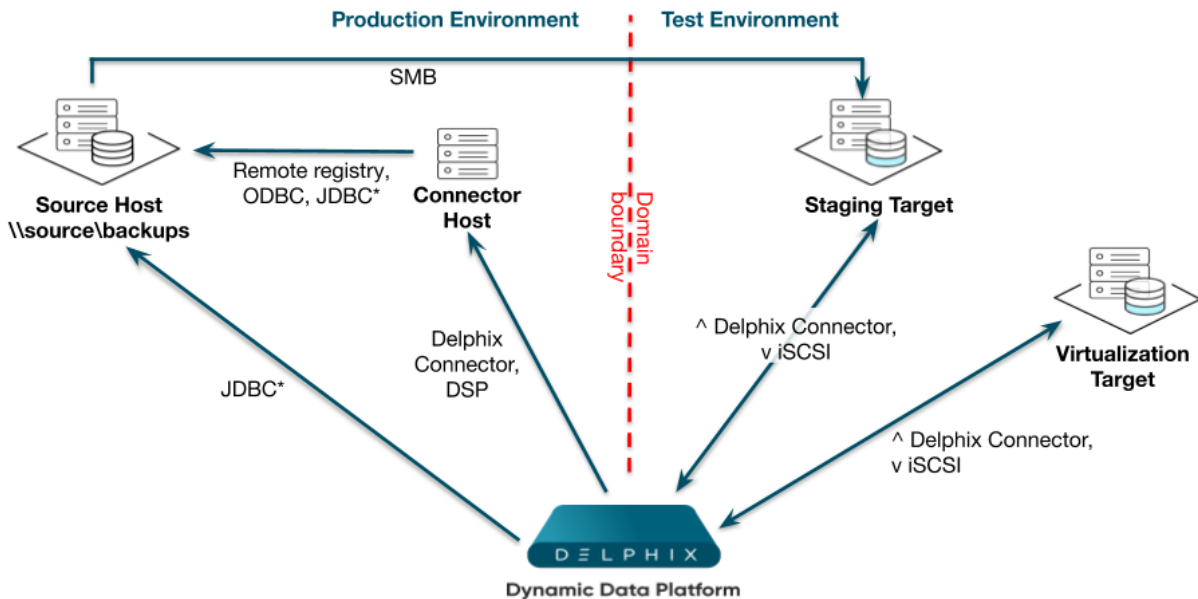 Production Environment
Test Environment
SMB
Remote registry,
ODBC, JDBC*
Source Host
\\source\backups
Connector
Host
Domain
boundary
Staging Target
^ Delphix Connector,
v iSCSI
Virtualization
Target
Delphix
Connector,
DSP
JDBC*
^ Delphix Connector,
v iSCSI
DELPHIX
Dynamic Data Platform